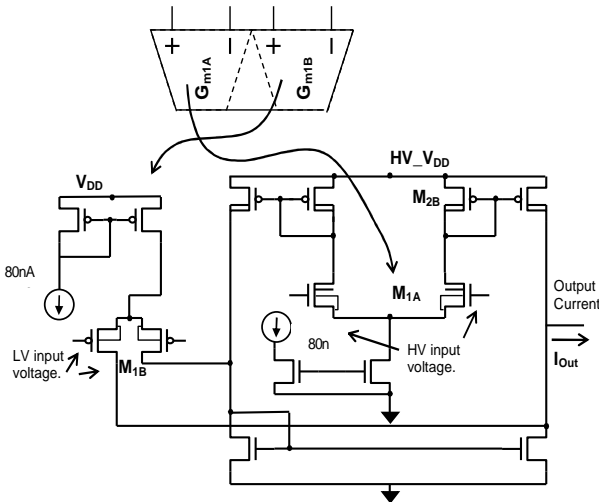 + − + −
Gm1A Gm1B
VDD
HV_VDD
M2B
80nA
M1A
Output
Current
80n
HV input
voltage.
IOut
LV input
voltage.
M1B